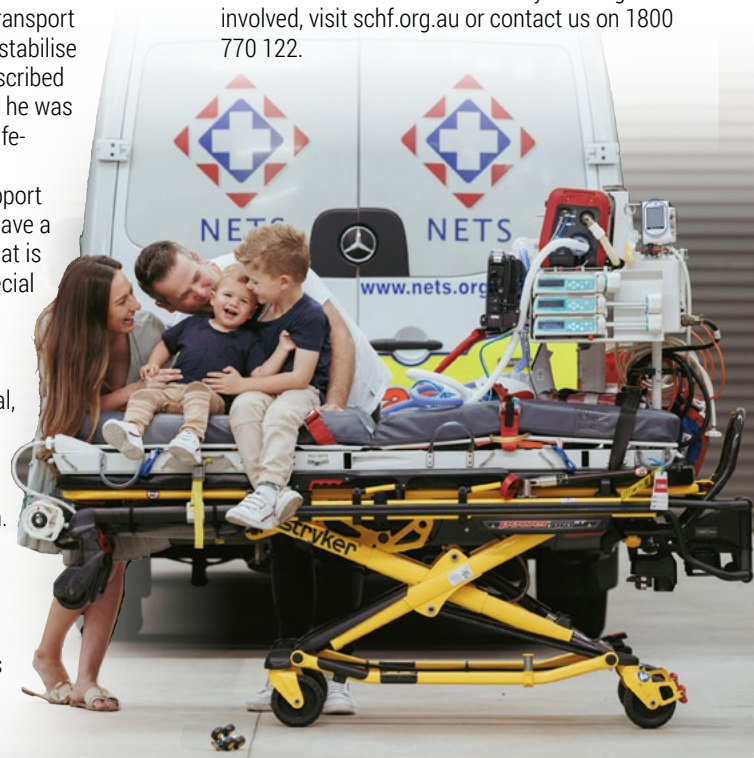 ransport
stabilise
scribed
he was
fe-
pport
ave a
at is
ecial
al,
involved, visit schf.org.au or contact us on 1800
770 122.
NETS
NETS
www.nets.org
stryker